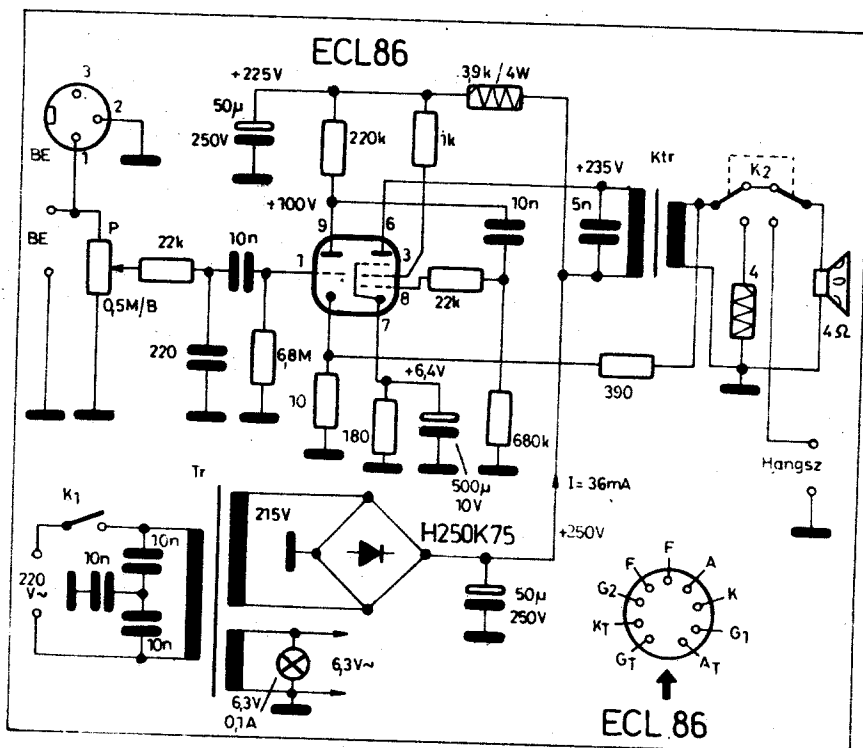 ECL86
3
2
1
BE
BE
P
0,5M/B
22k
220
10n
6,8M
+225V
50µ
250V
220k
1k
3,9k/4W
+100V
9
6
1
3
8
7
10n
22k
+235V
5n
Ktr
K2
4
4Ω
10
180
+6,4V
500µ
10V
680k
390
Hangsz
I=36mA
+250V
Tr
K1
220
V~
10n
10n
10n
215V
H250K75
50µ
250V
6,3V~
6,3V
0,1A
F
F
A
G2
K
KT
G1
GT
AT
ECL 86